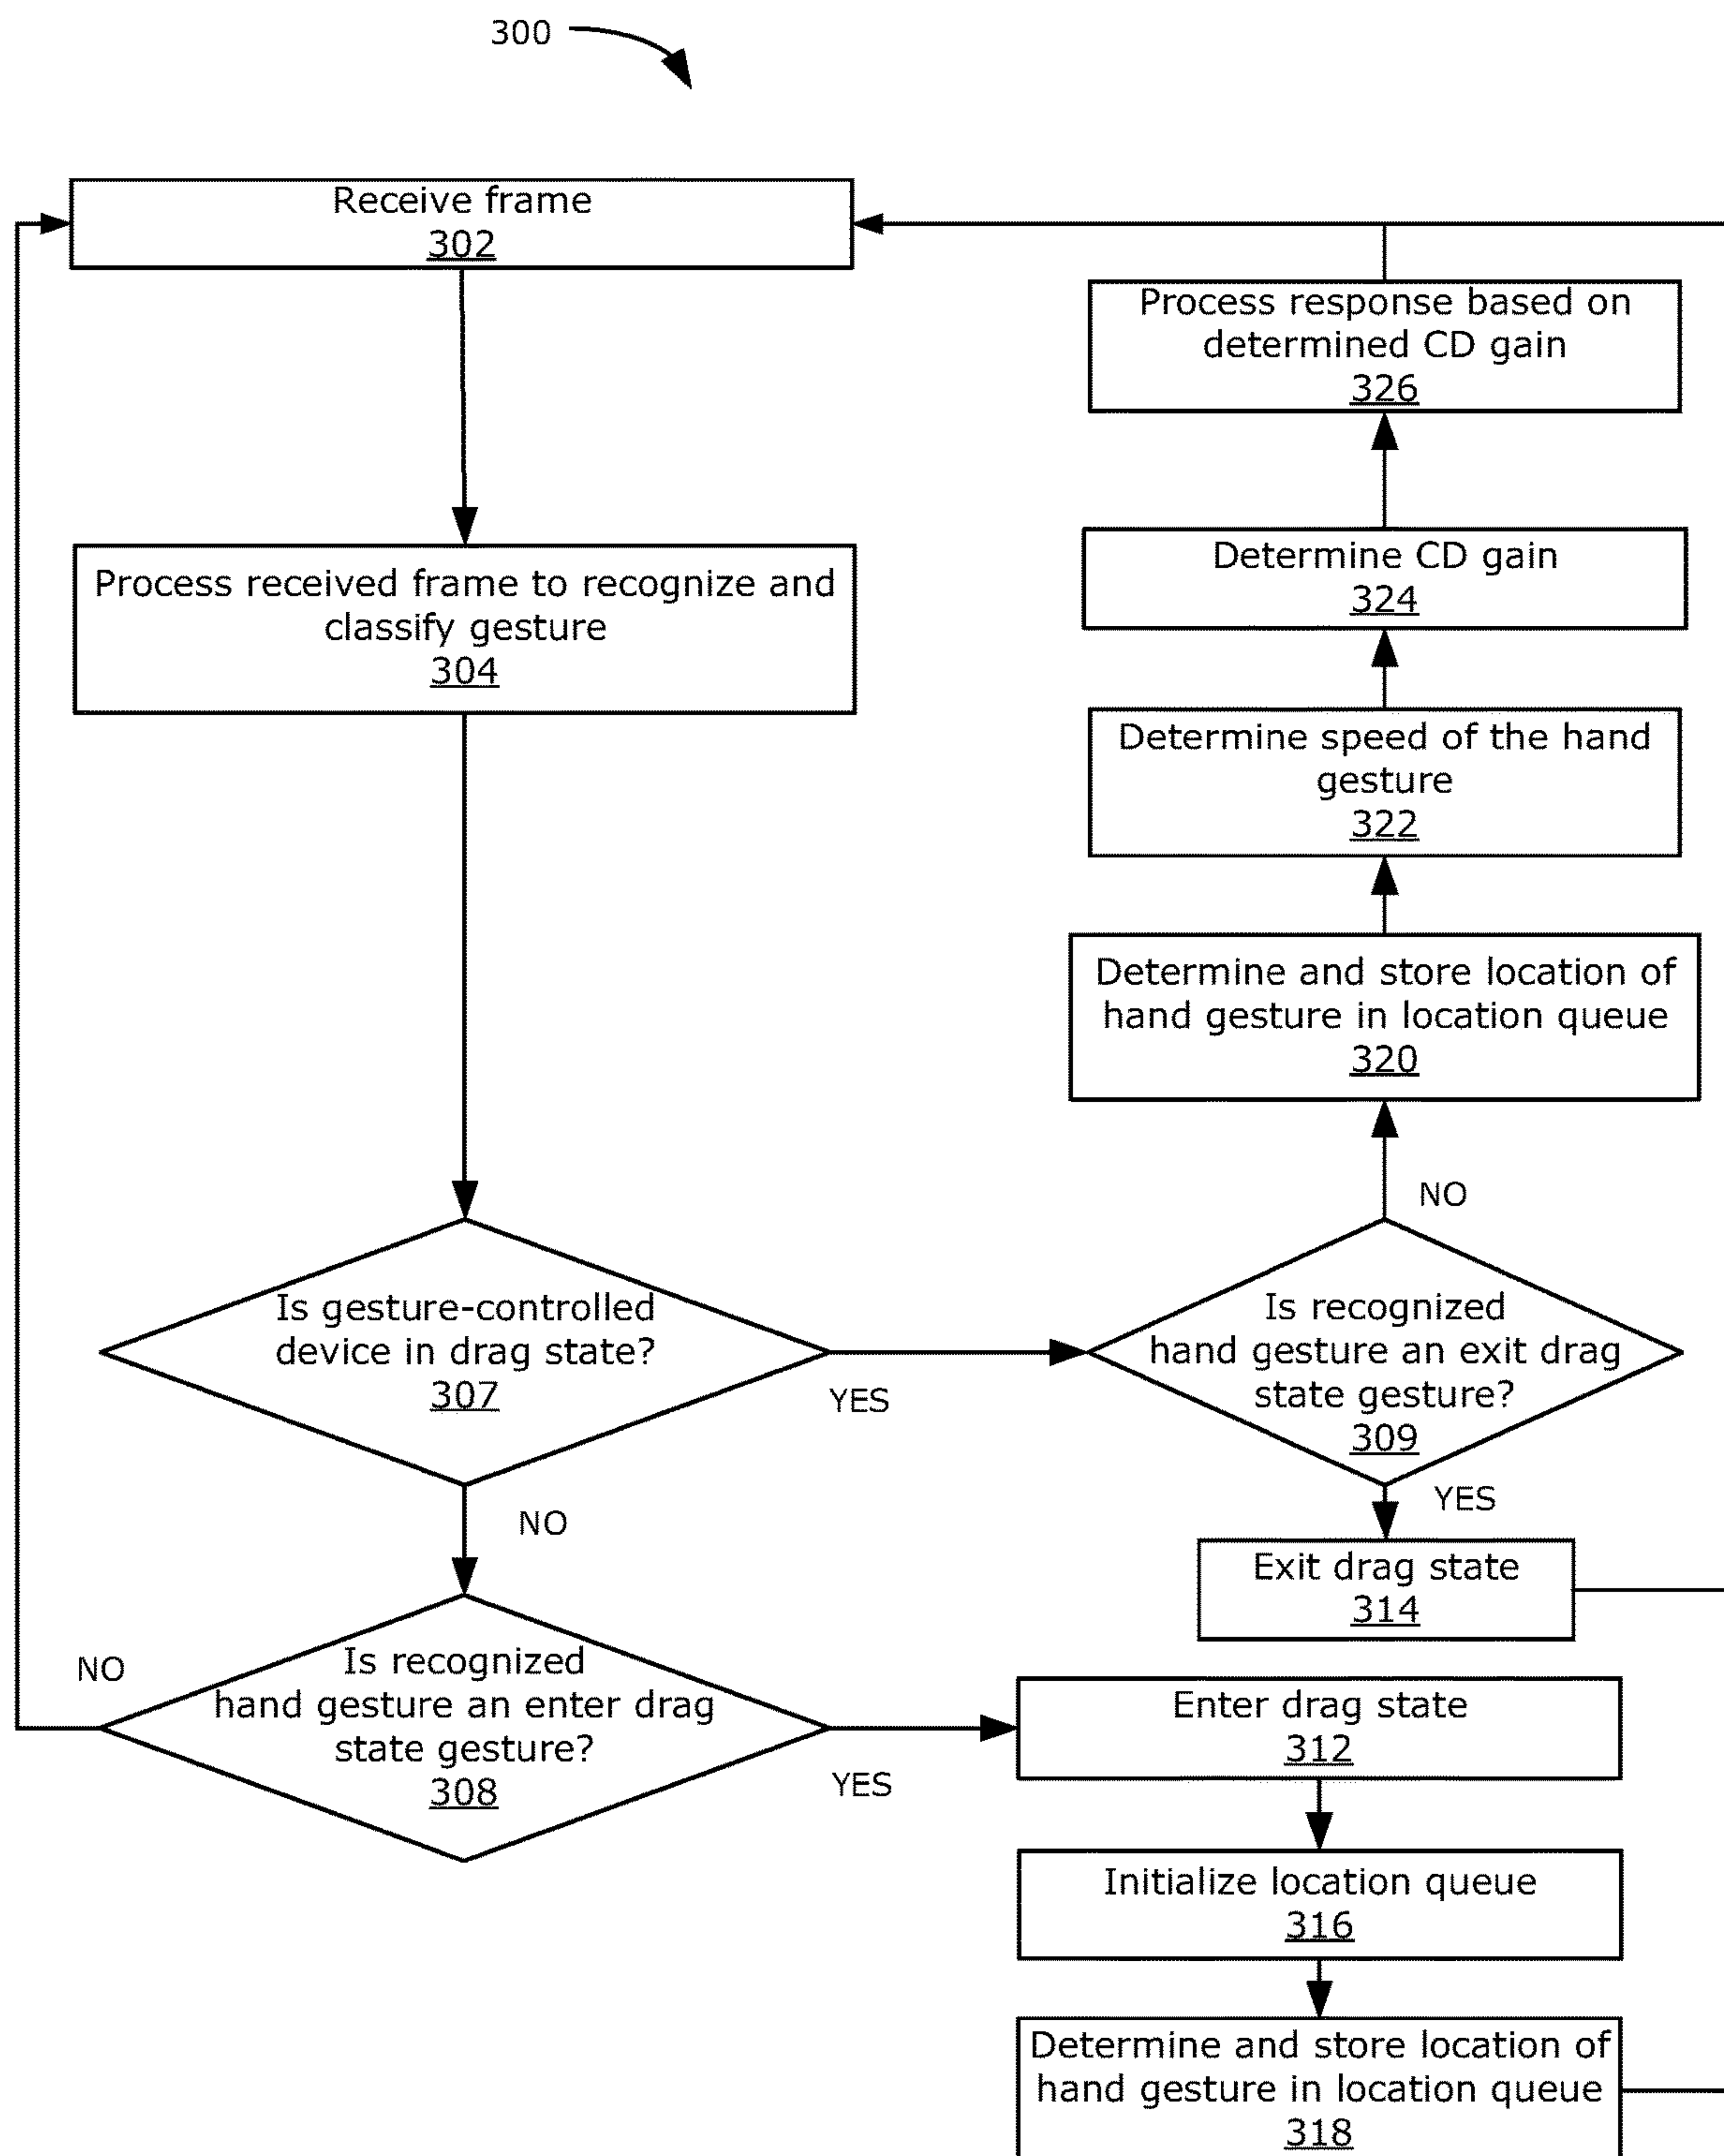 300
Receive frame
302
Process received frame to recognize and
classify gesture
304
Is gesture-controlled
device in drag state?
307
YES
NO
Is recognized
hand gesture an enter drag
state gesture?
308
NO
YES
Process response based on
determined CD gain
326
Determine CD gain
324
Determine speed of the hand
gesture
322
Determine and store location of
hand gesture in location queue
320
NO
Is recognized
hand gesture an exit drag
state gesture?
309
YES
Exit drag state
314
Enter drag state
312
Initialize location queue
316
Determine and store location of
hand gesture in location queue
318